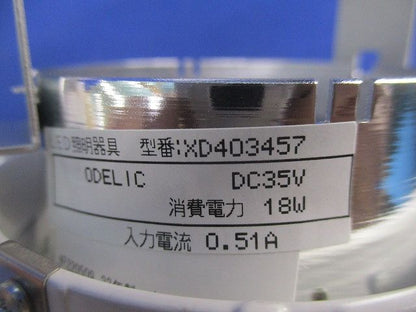 LED照明器具 型番:XD403457
ODELIC DC35V
消費電力 18W
入力電流 0.51A